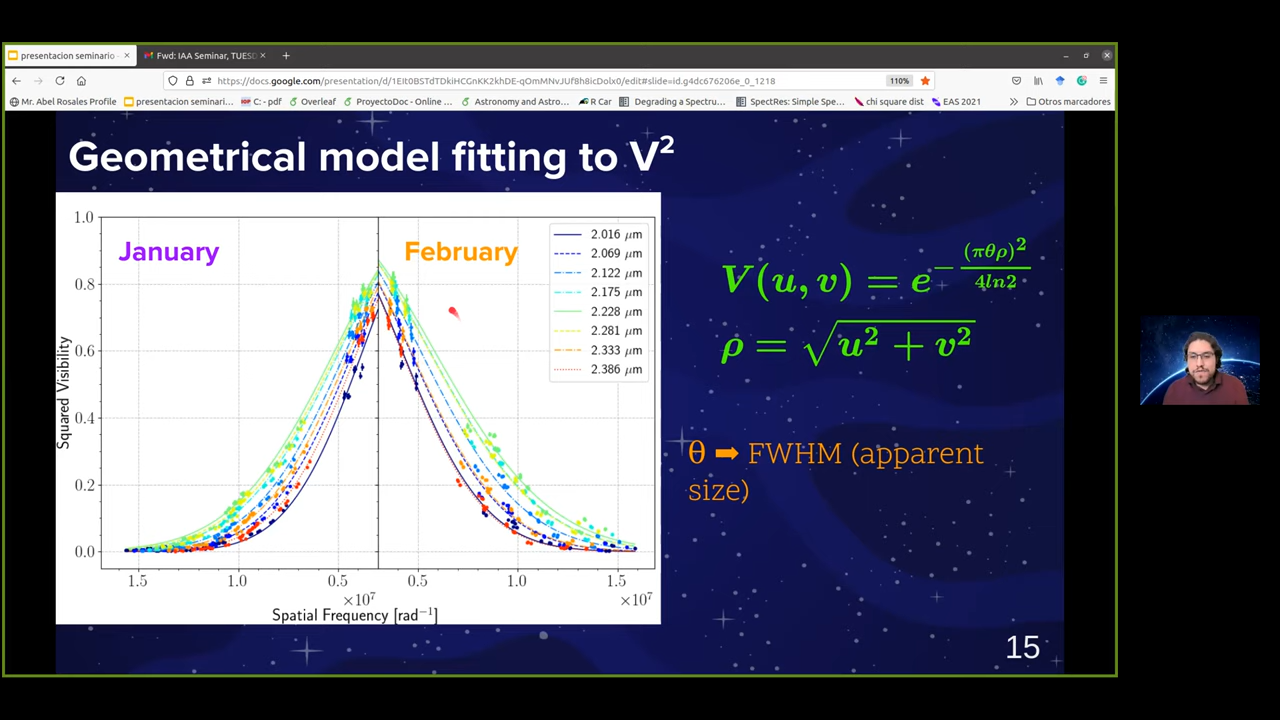 presentacion seminario -
Fwd: IAA Seminar, TUESD
https://docs.google.com/presentation/d/1EIt0BSTdTDkiHCGnKK2khDE-qOmMNvJUf8h8icDolx0/edit#slide=id.g4dc676206e_0_1218
110%
Mr. Abel Rosales Profile
presentacion seminari...
C: - pdf
Overleaf
ProyectoDoc - Online ...
Astronomy and Astro...
R Car
Degrading a Spectru...
SpectRes: Simple Spe...
chi square dist
EAS 2021
Otros marcadores
Geometrical model fitting to V²
January
February
2.016 μm
2.069 μm
2.122 μm
2.175 μm
2.228 μm
2.281 μm
2.333 μm
2.386 μm
1.0
0.8
0.6
0.4
0.2
0.0
Squared Visibility
1.5 1.0 0.5 0.5 1.0 1.5
×10⁷ ×10⁷
Spatial Frequency [rad⁻¹]
V(u, v) = e^{-(πθρ)²/4ln2}
ρ = √(u² + v²)
θ ➡ FWHM (apparent
size)
15